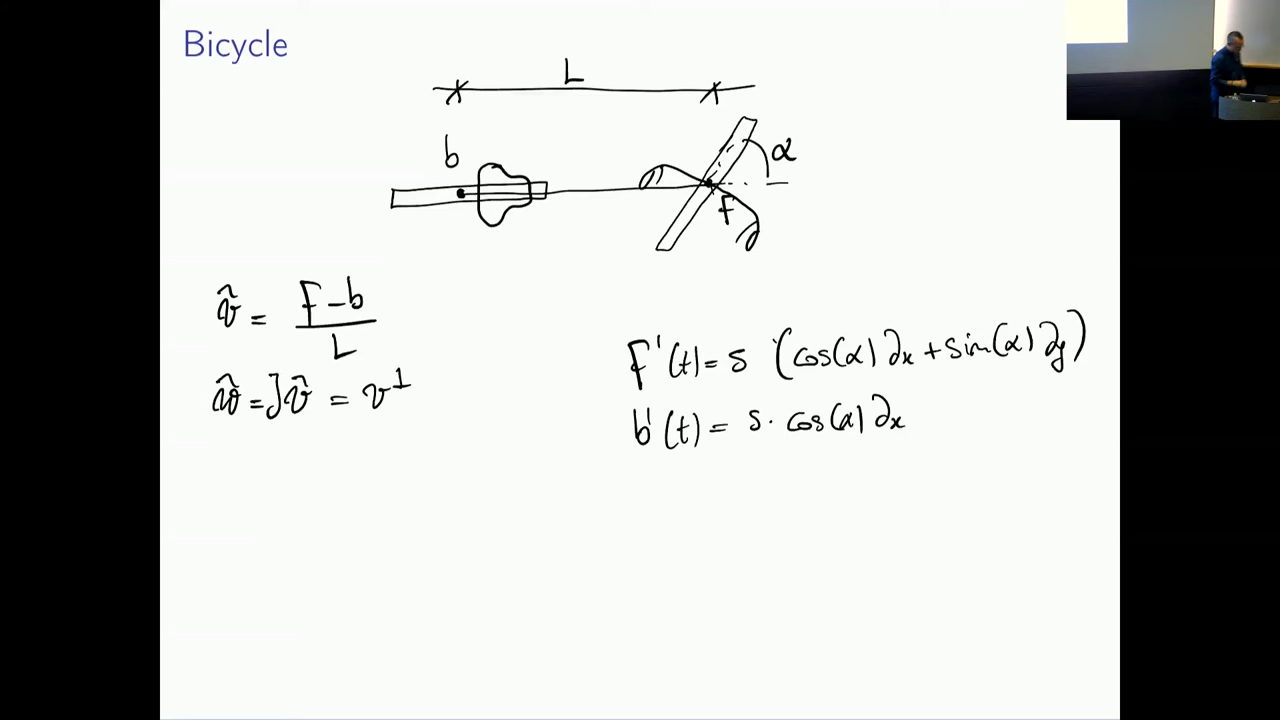 Bicycle
L
b
α
F
v̂ = F-b / L
ŵ = Jv̂ = v^⊥
F'(t) = s (cos(α) ∂x + sin(α) ∂y)
b'(t) = s · cos(α) ∂x